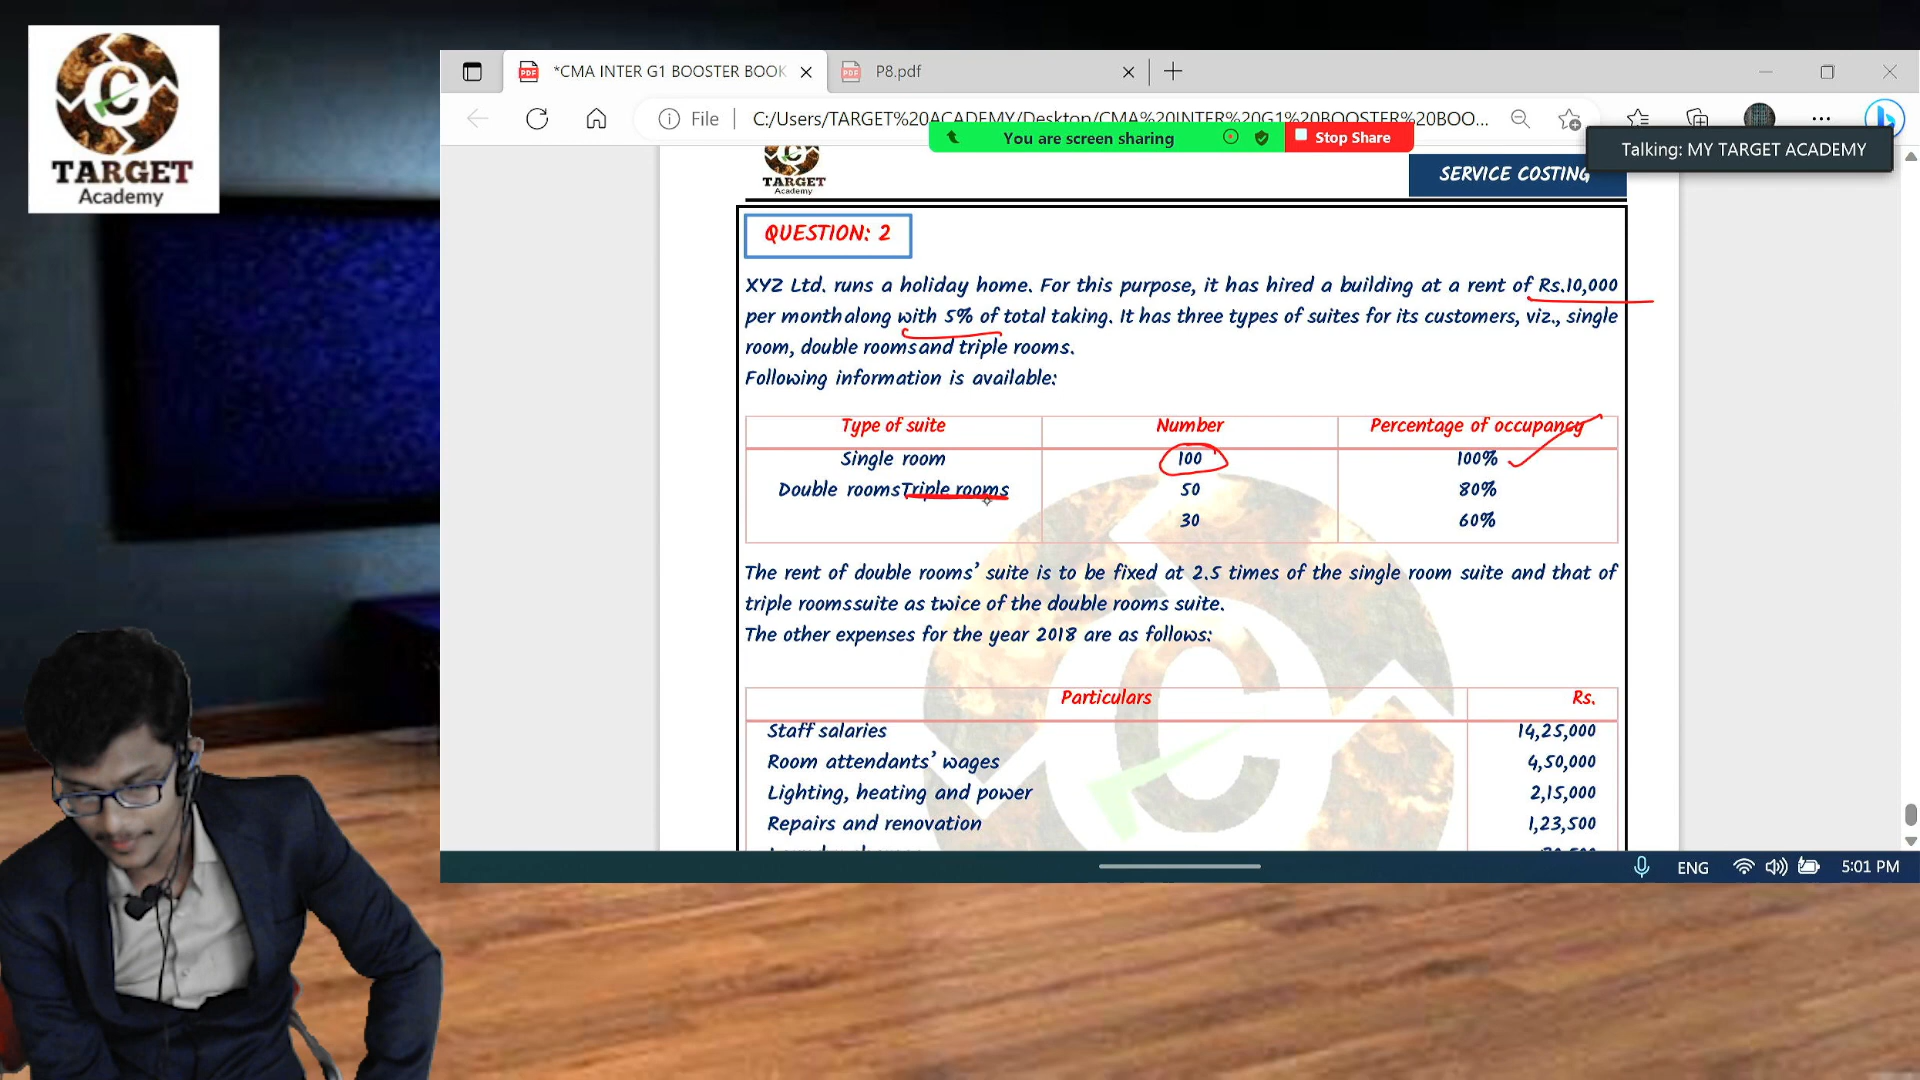 TARGET
Academy
*CMA INTER G1 BOOSTER BOOK
P8.pdf
File
C:/Users/TARGET%20ACADEMY/Desktop/CMA%20INTER%20G1%20BOOSTER%20BOO...
You are screen sharing
Stop Share
Talking: MY TARGET ACADEMY
TARGET
Academy
SERVICE COSTING
QUESTION: 2
XYZ Ltd. runs a holiday home. For this purpose, it has hired a building at a rent of Rs.10,000
per monthalong with 5% of total taking. It has three types of suites for its customers, viz., single
room, double roomsand triple rooms.
Following information is available:
Type of suite Number Percentage of occupancy
Single room 100 100%
Double roomsTriple rooms 50 80%
30 60%
The rent of double rooms' suite is to be fixed at 2.5 times of the single room suite and that of
triple roomssuite as twice of the double rooms suite.
The other expenses for the year 2018 are as follows:
Particulars Rs.
Staff salaries 14,25,000
Room attendants' wages 4,50,000
Lighting, heating and power 2,15,000
Repairs and renovation 1,23,500
ENG
5:01 PM